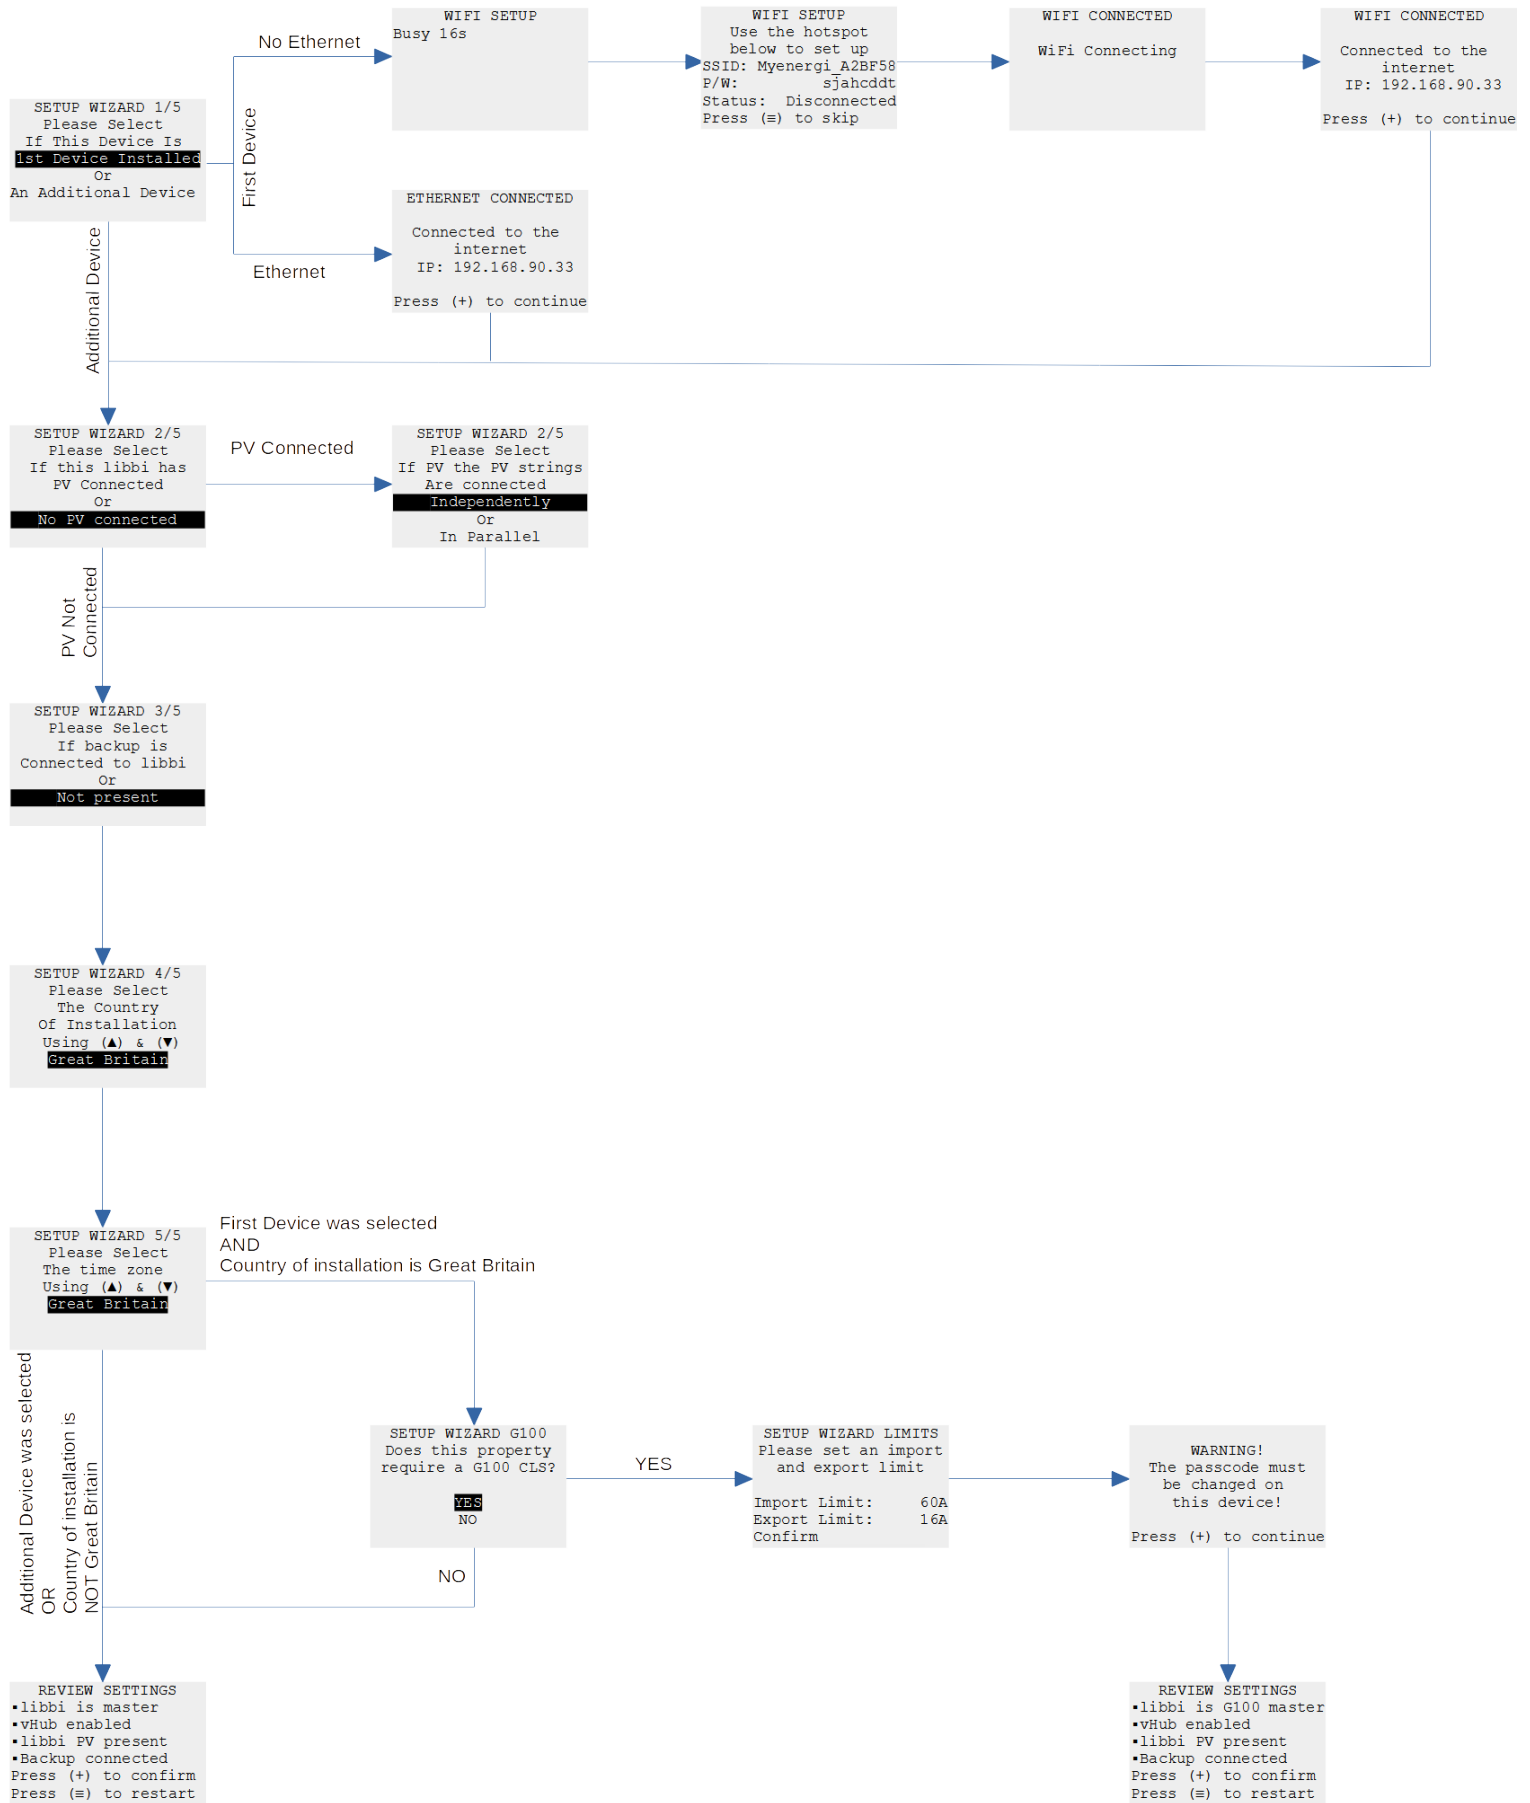 SETUP WIZARD 1/5
Please Select
If This Device Is
1st Device Installed
Or
An Additional Device
First Device
No Ethernet
WIFI SETUP
Busy 16s
WIFI SETUP
Use the hotspot
below to set up
SSID: Myenergi_A2BF58
P/W: sjahcddt
Status: Disconnected
Press (≡) to skip
WIFI CONNECTED
WiFi Connecting
WIFI CONNECTED
Connected to the
internet
IP: 192.168.90.33
Press (+) to continue
Ethernet
ETHERNET CONNECTED
Connected to the
internet
IP: 192.168.90.33
Press (+) to continue
Additional Device
SETUP WIZARD 2/5
Please Select
If this libbi has
PV Connected
Or
No PV connected
PV Connected
SETUP WIZARD 2/5
Please Select
If PV the PV strings
Are connected
Independently
Or
In Parallel
PV Not
Connected
SETUP WIZARD 3/5
Please Select
If backup is
Connected to libbi
Or
Not present
SETUP WIZARD 4/5
Please Select
The Country
Of Installation
Using (▲) & (▼)
Great Britain
SETUP WIZARD 5/5
Please Select
The time zone
Using (▲) & (▼)
Great Britain
First Device was selected
AND
Country of installation is Great Britain
Additional Device was selected
OR
Country of installation is
NOT Great Britain
SETUP WIZARD G100
Does this property
require a G100 CLS?
YES
NO
YES
NO
SETUP WIZARD LIMITS
Please set an import
and export limit
Import Limit: 60A
Export Limit: 16A
Confirm
WARNING!
The passcode must
be changed on
this device!
Press (+) to continue
REVIEW SETTINGS
▪libbi is master
▪vHub enabled
▪libbi PV present
▪Backup connected
Press (+) to confirm
Press (≡) to restart
REVIEW SETTINGS
▪libbi is G100 master
▪vHub enabled
▪libbi PV present
▪Backup connected
Press (+) to confirm
Press (≡) to restart